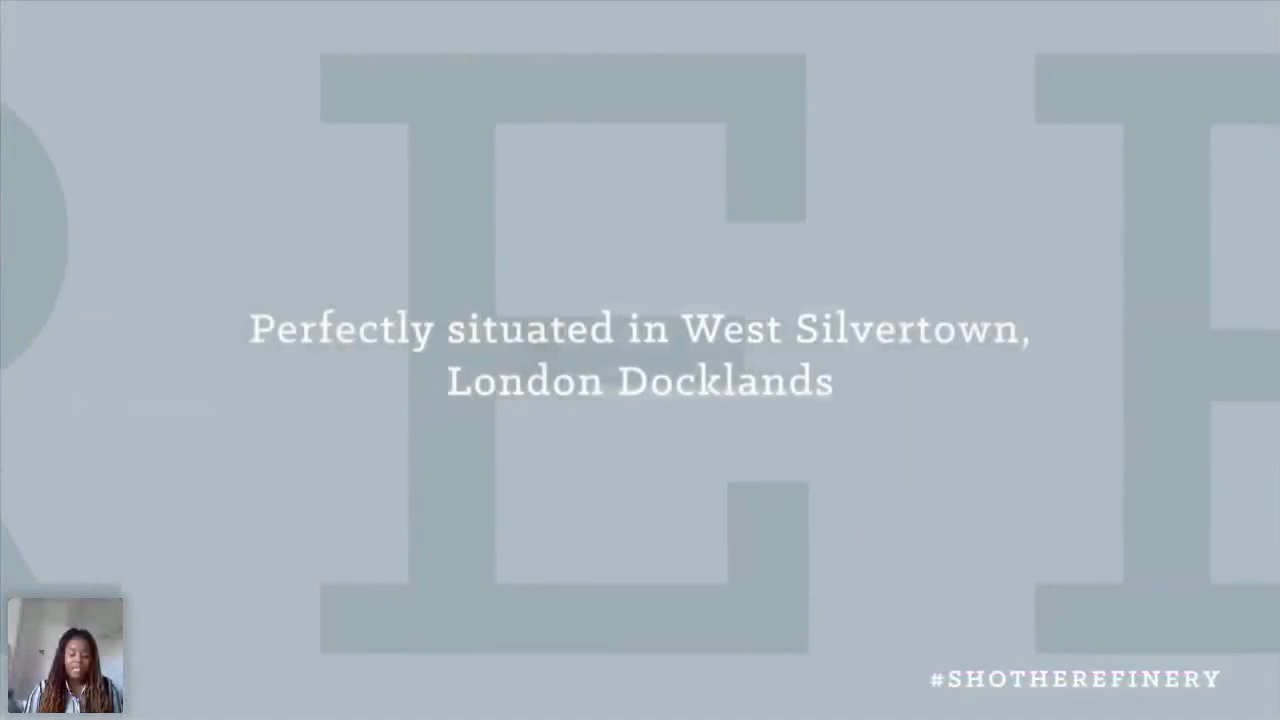 Perfectly situated in West Silvertown,
London Docklands
#SHOTHEREFINERY